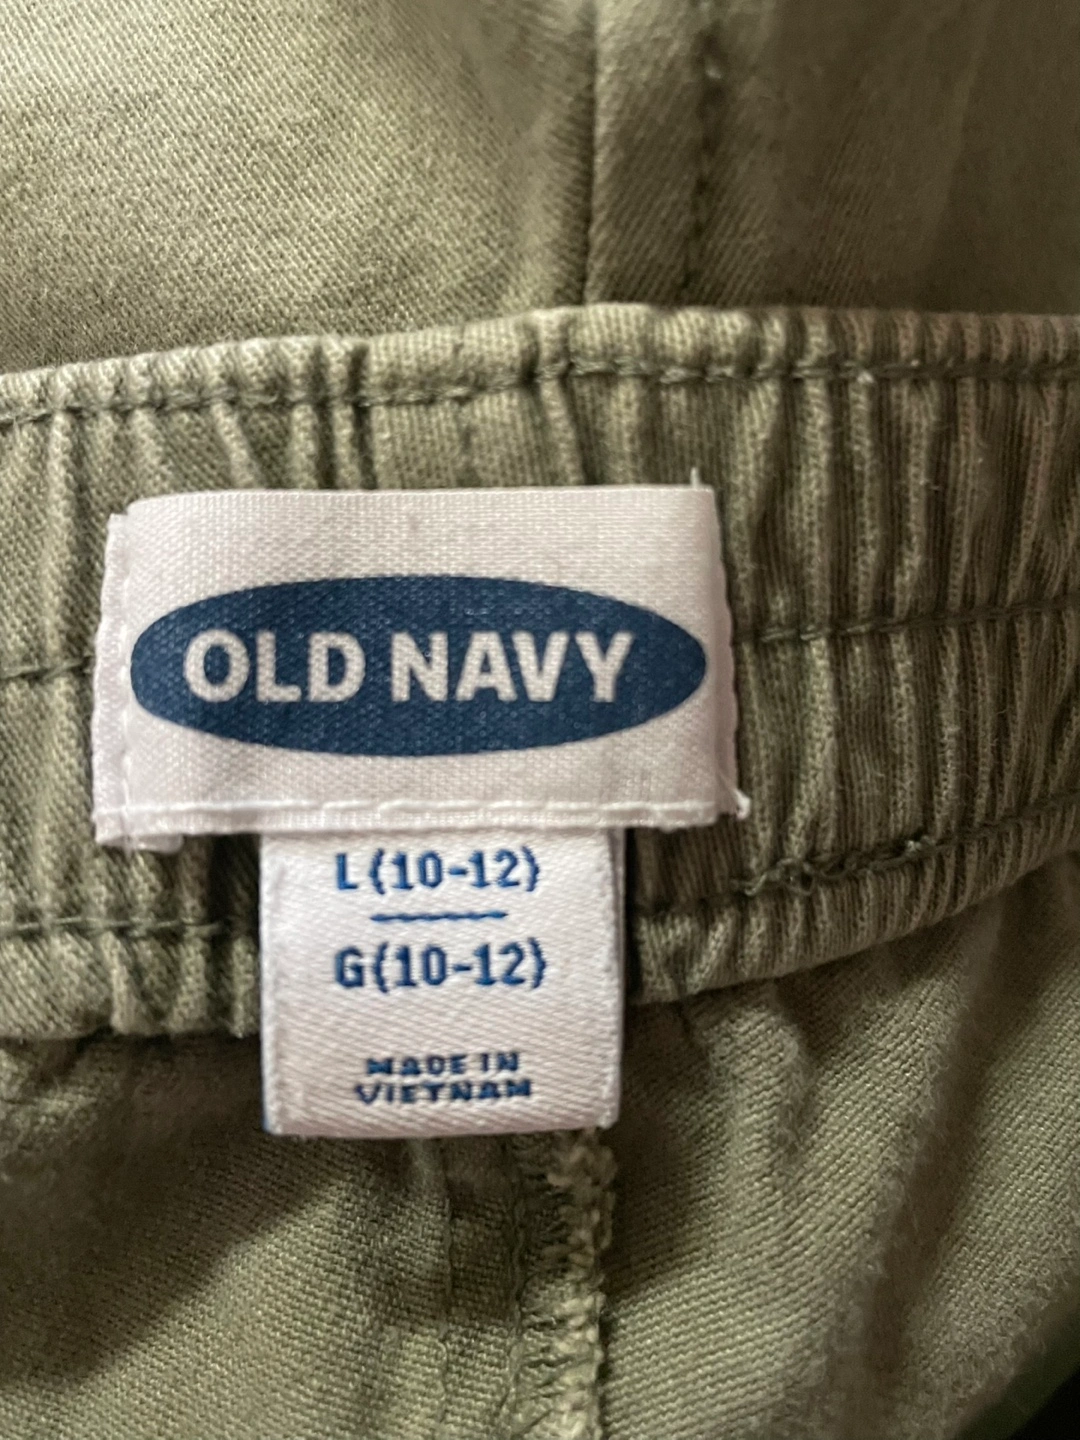 OLD NAVY
L (10-12)
G (10-12)
MADE IN
VIETNAM